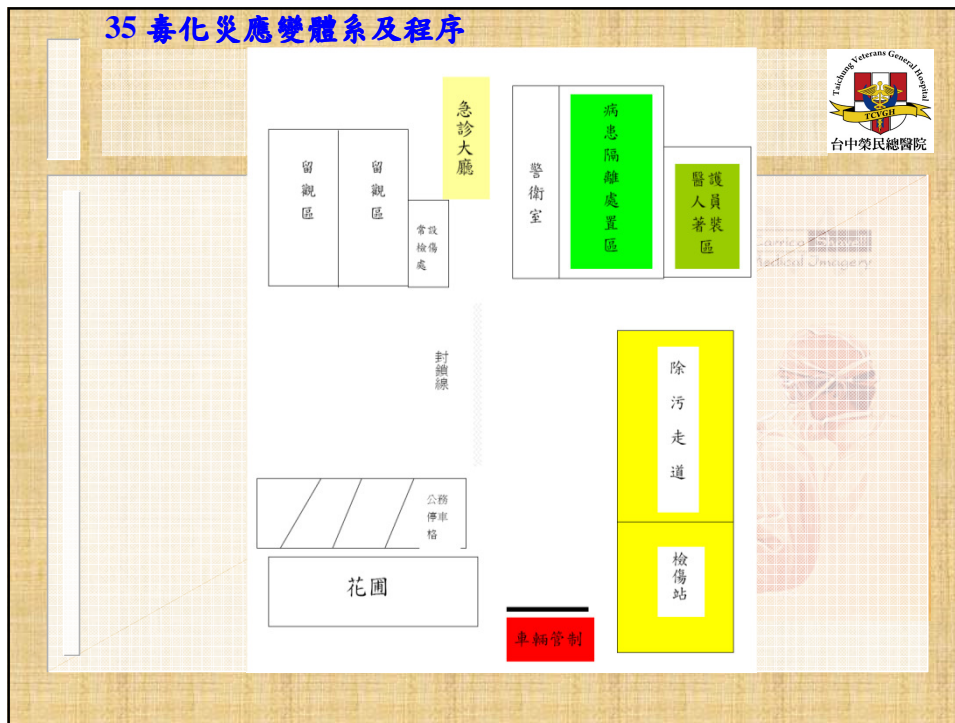 35 毒化災應變體系及程序
Taichung Veterans General Hospital
TCVGH
台中榮民總醫院
急診大廳
留觀區
留觀區
常設
檢傷
處
警衛室
病患隔離處置區
醫護
人員
著裝
區
Carrico Shavell
Medical Imagery
封鎖線
除污走道
公務
停車
格
花圃
檢傷站
車輛管制